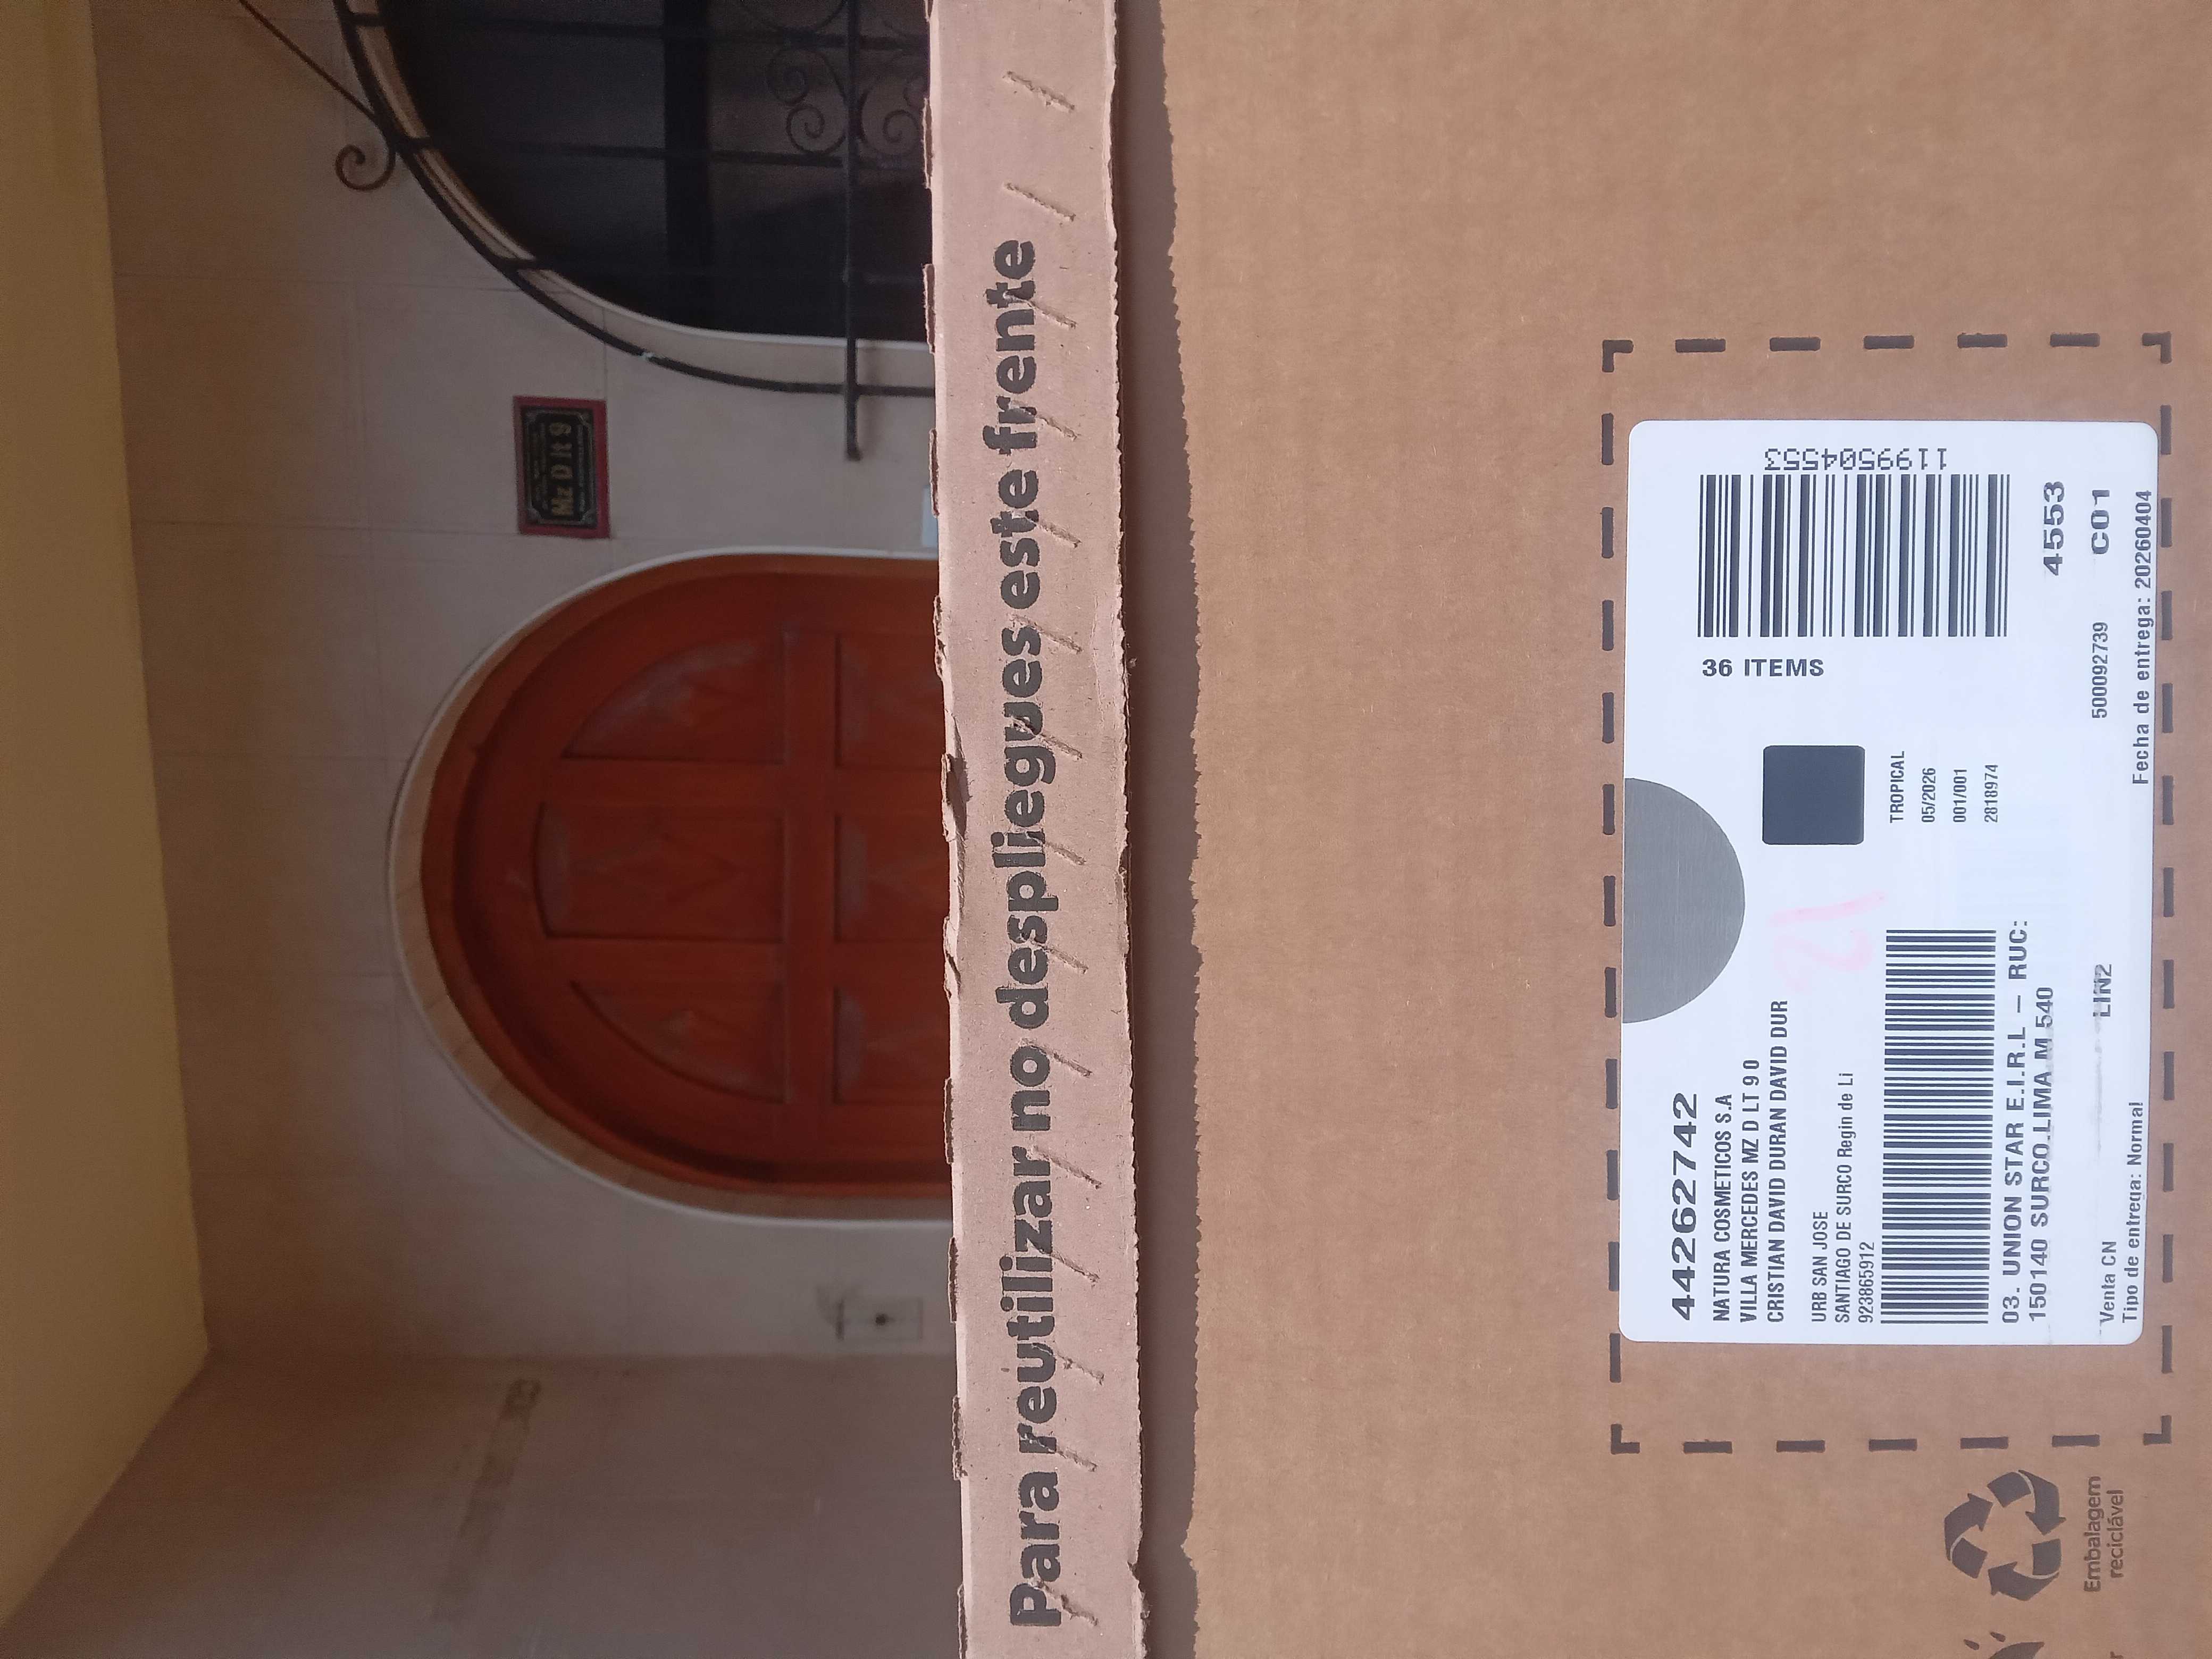 Mz D lt 9
Para reutilizar no despliegues este frente
44262742
NATURA COSMETICOS S.A
VILLA MERCEDES MZ D LT 9 0
CRISTIAN DAVID DURAN DAVID DUR
URB SAN JOSE
SANTIAGO DE SURCO Regin de Li
923865912
03. UNION STAR E.I.R.L – RUC:
150140 SURCO.LIMA M 540
LIN2
Venta CN
Tipo de entrega: Normal
TROPICAL
05/2026
001/001
2818974
36 ITEMS
1199504553
4553
500092739
C01
Fecha de entrega: 20260404
Embalagem
reciclável